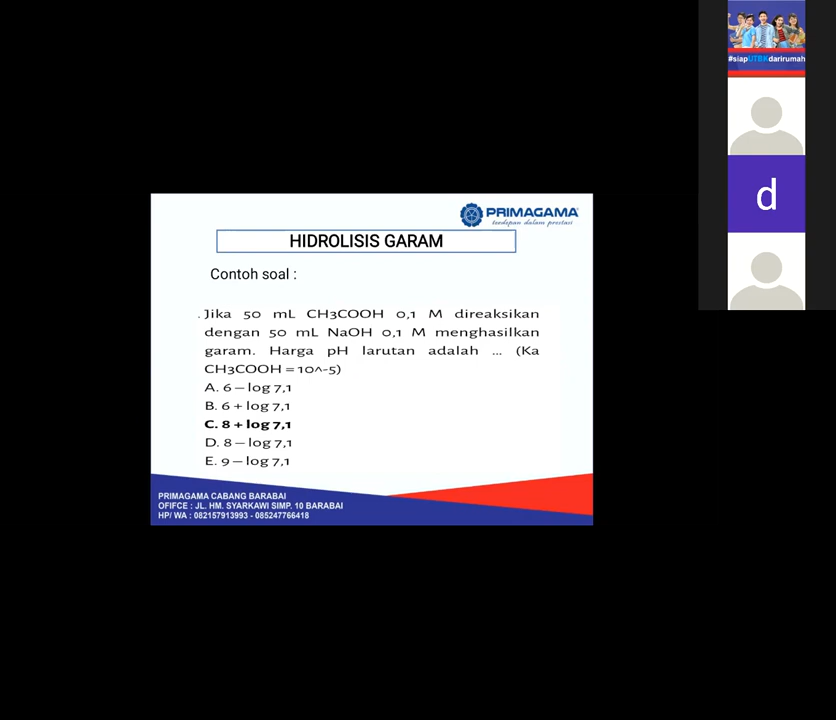 #siapUTBKdarirumah
d
PRIMAGAMA
terdepan dalam prestasi
HIDROLISIS GARAM
Contoh soal :
. Jika 50 mL CH3COOH 0,1 M direaksikan
dengan 50 mL NaOH 0,1 M menghasilkan
garam. Harga pH larutan adalah ... (Ka
CH3COOH = 10^-5)
A. 6 – log 7,1
B. 6 + log 7,1
C. 8 + log 7,1
D. 8 – log 7,1
E. 9 – log 7,1
PRIMAGAMA CABANG BARABAI
OFIFCE : JL. HM. SYARKAWI SIMP. 10 BARABAI
HP/ WA : 082157913993 - 085247766418